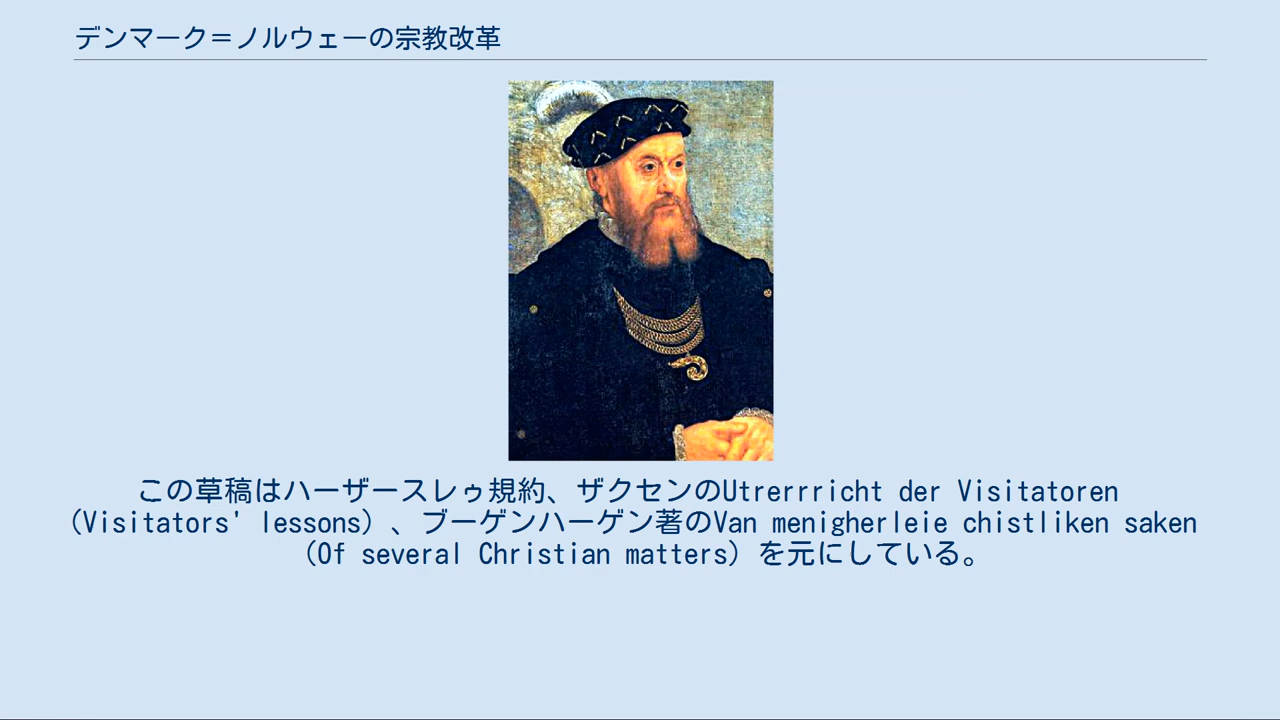 デンマーク＝ノルウェーの宗教改革
この草稿はハーザースレゥ規約、ザクセンのUtrerrricht der Visitatoren
（Visitators' lessons）、ブーゲンハーゲン著のVan menigherleie chistliken saken
（Of several Christian matters）を元にしている。